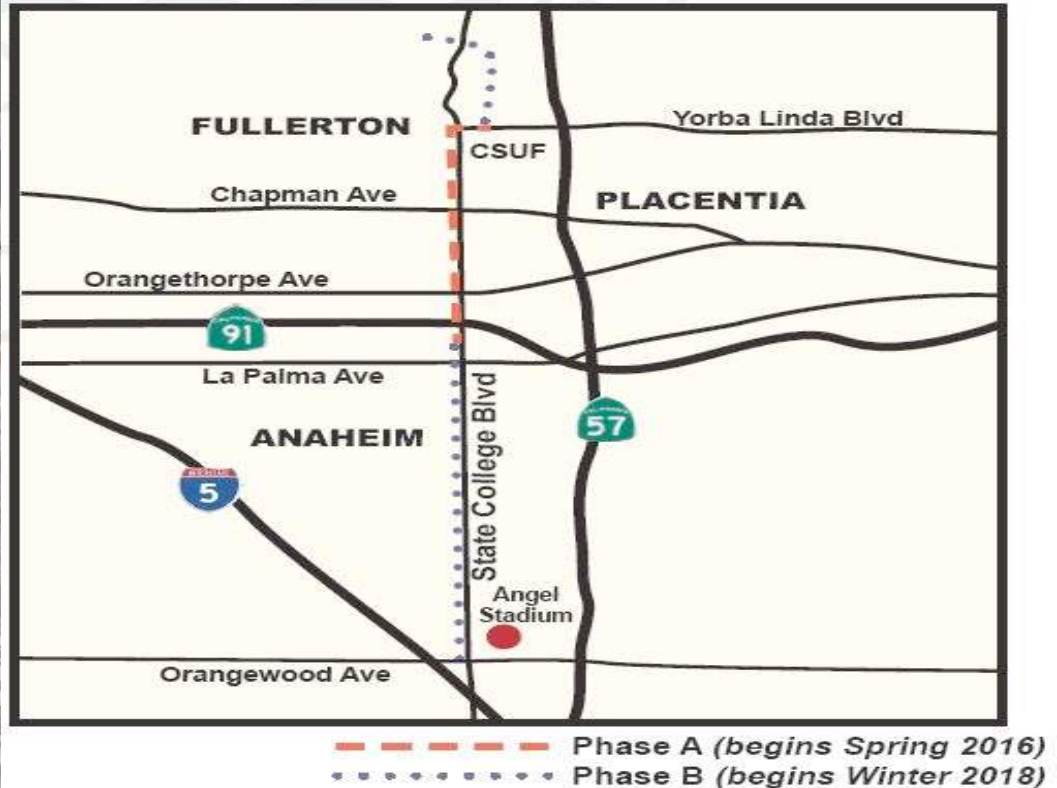 FULLERTON
Yorba Linda Blvd
CSUF
Chapman Ave
PLACENTIA
Orangethorpe Ave
91
La Palma Ave
State College Blvd
57
ANAHEIM
5
Angel
Stadium
Orangewood Ave
Phase A (begins Spring 2016)
Phase B (begins Winter 2018)